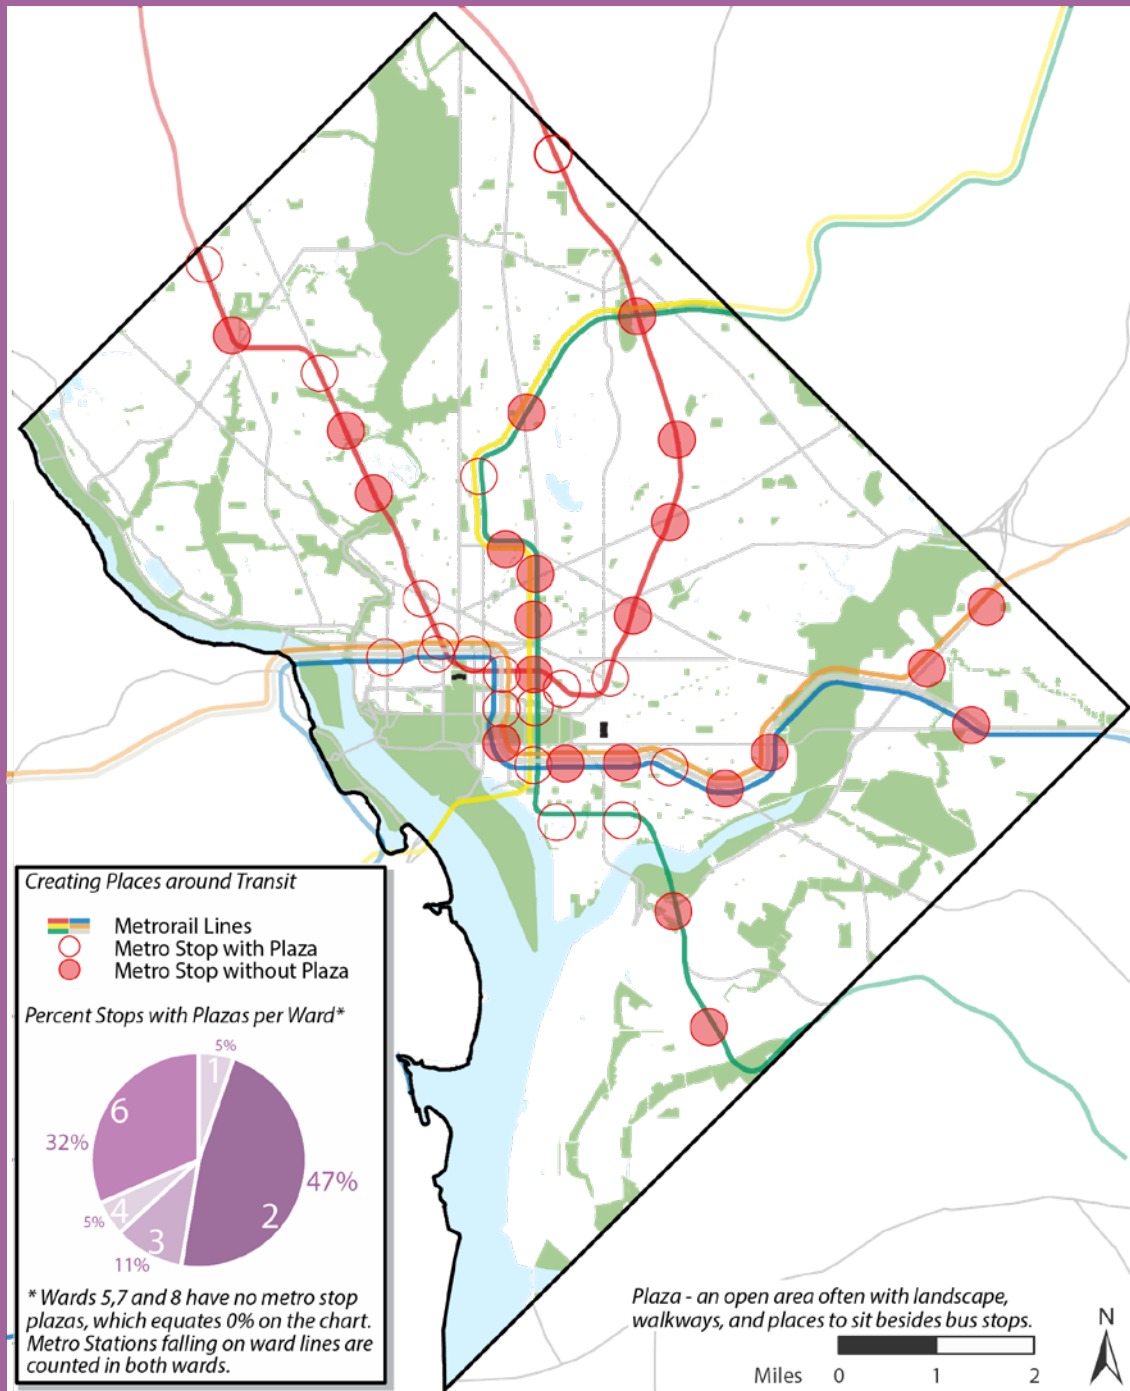 Creating Places around Transit
Metrorail Lines
Metro Stop with Plaza
Metro Stop without Plaza
Percent Stops with Plazas per Ward*
5%
1
6
32%
47%
2
4
5%
3
11%
* Wards 5,7 and 8 have no metro stop
plazas, which equates 0% on the chart.
Metro Stations falling on ward lines are
counted in both wards.
Plaza - an open area often with landscape,
walkways, and places to sit besides bus stops.
N
Miles 0 1 2